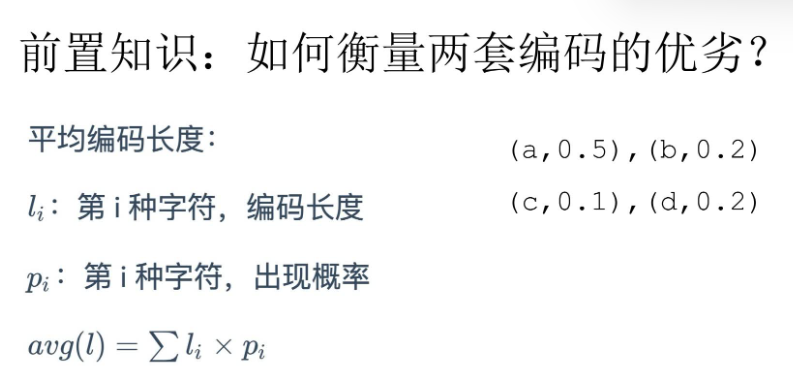 前置知识：如何衡量两套编码的优劣？
平均编码长度：
l_i：第 i 种字符，编码长度
p_i：第 i 种字符，出现概率
avg(l) = ∑ l_i × p_i
(a,0.5),(b,0.2)
(c,0.1),(d,0.2)